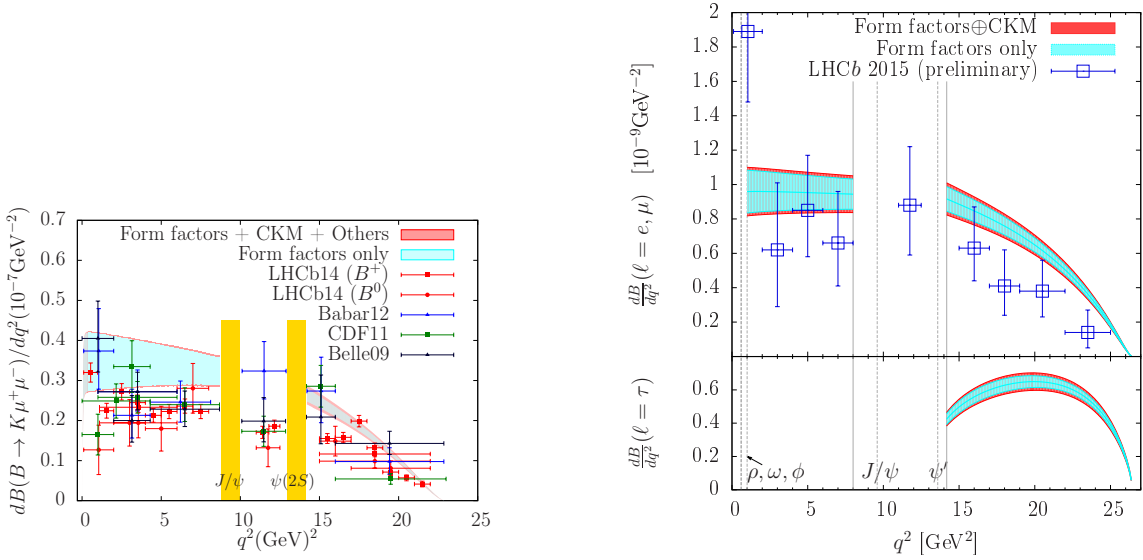 dB(B → Kμ⁺μ⁻)/dq²(10⁻⁷GeV⁻²)
0.7
0.6
0.5
0.4
0.3
0.2
0.1
0
Form factors + CKM + Others
Form factors only
LHCb14 (B⁺)
LHCb14 (B⁰)
Babar12
CDF11
Belle09
J/ψ
ψ(2S)
0 5 10 15 20 25
q²(GeV)²
dB/dq²(ℓ = e, μ) [10⁻⁹GeV⁻²]
2
1.8
1.6
1.4
1.2
1
0.8
0.6
0.4
0.2
0
Form factors⊕CKM
Form factors only
LHCb 2015 (preliminary)
dB/dq²(ℓ = τ)
0.6
0.4
0.2
0
ρ, ω, φ
J/ψ
ψ′
0 5 10 15 20 25
q² [GeV²]